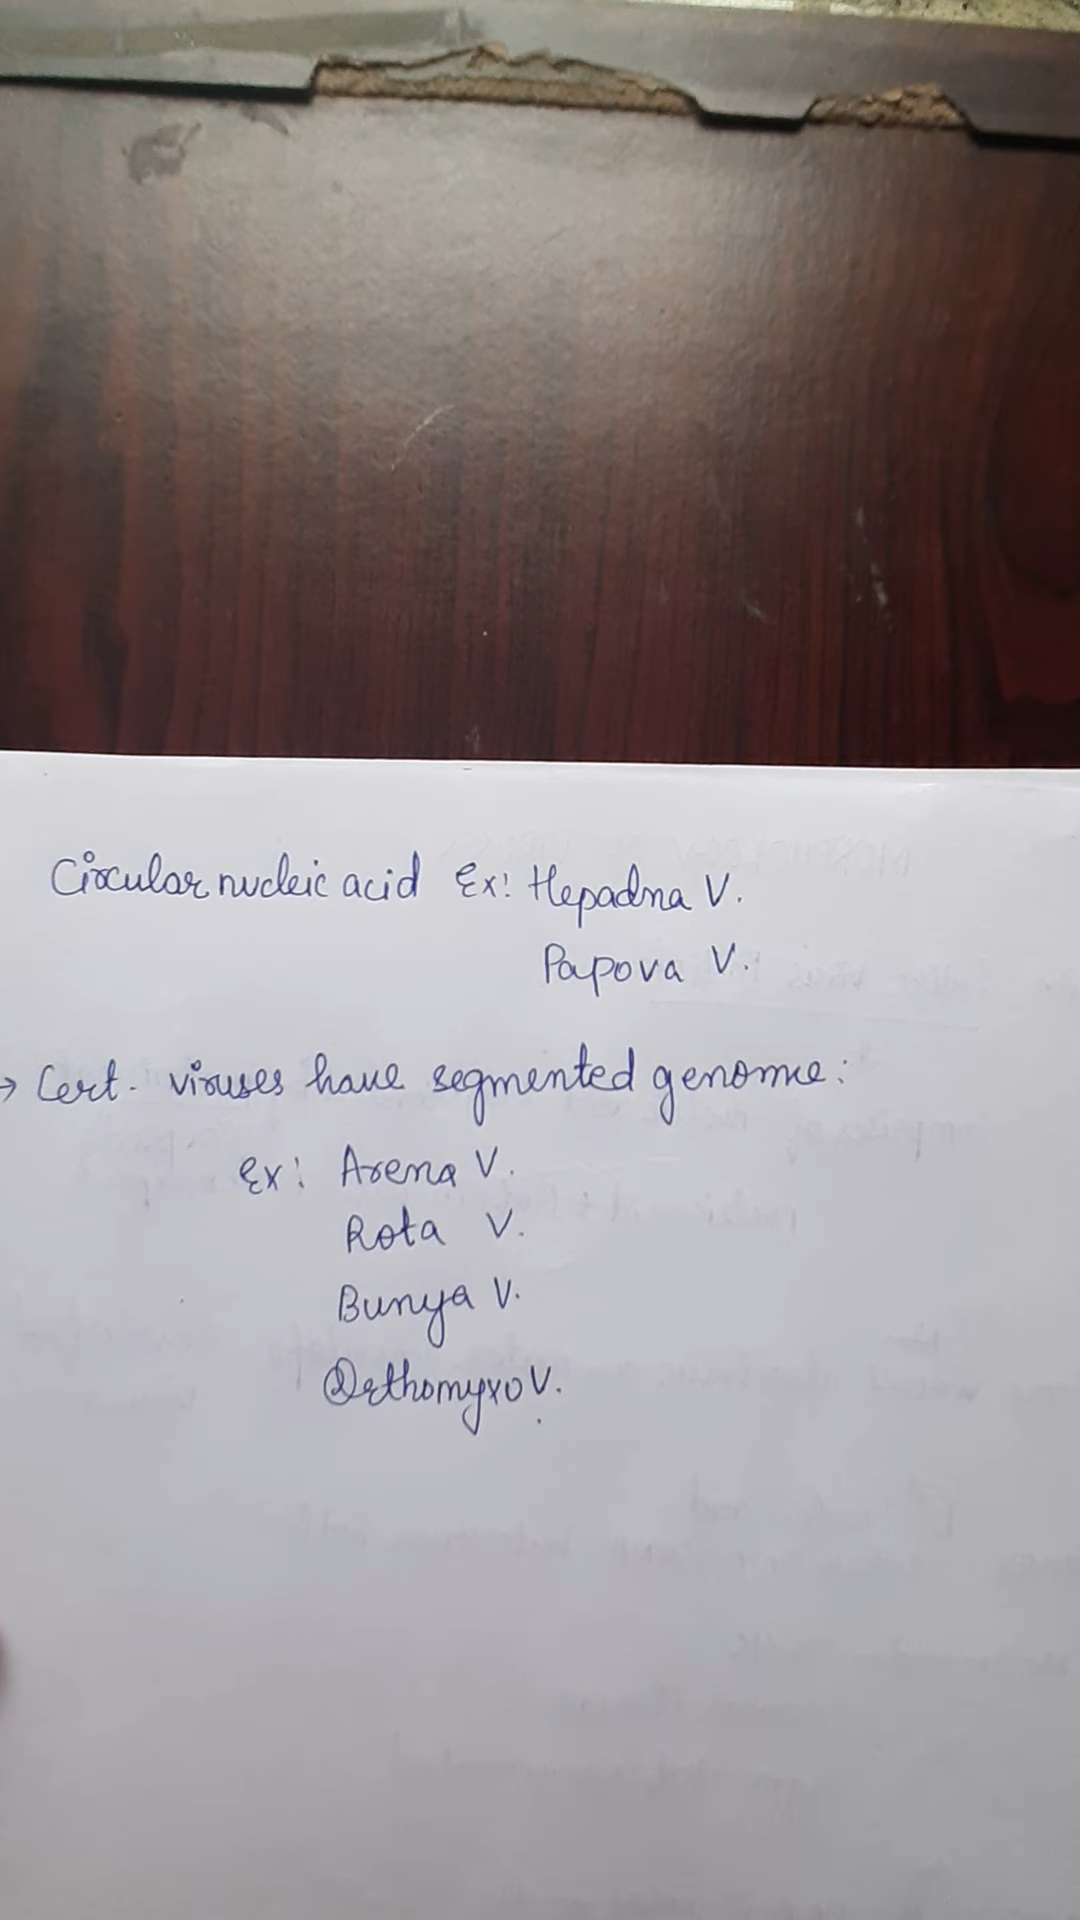 Circular nucleic acid Ex: Hepadna V.
Papova V.
→ Cert. viruses have segmented genome:
Ex: Arena V.
Rota V.
Bunya V.
Orthomyxo V.